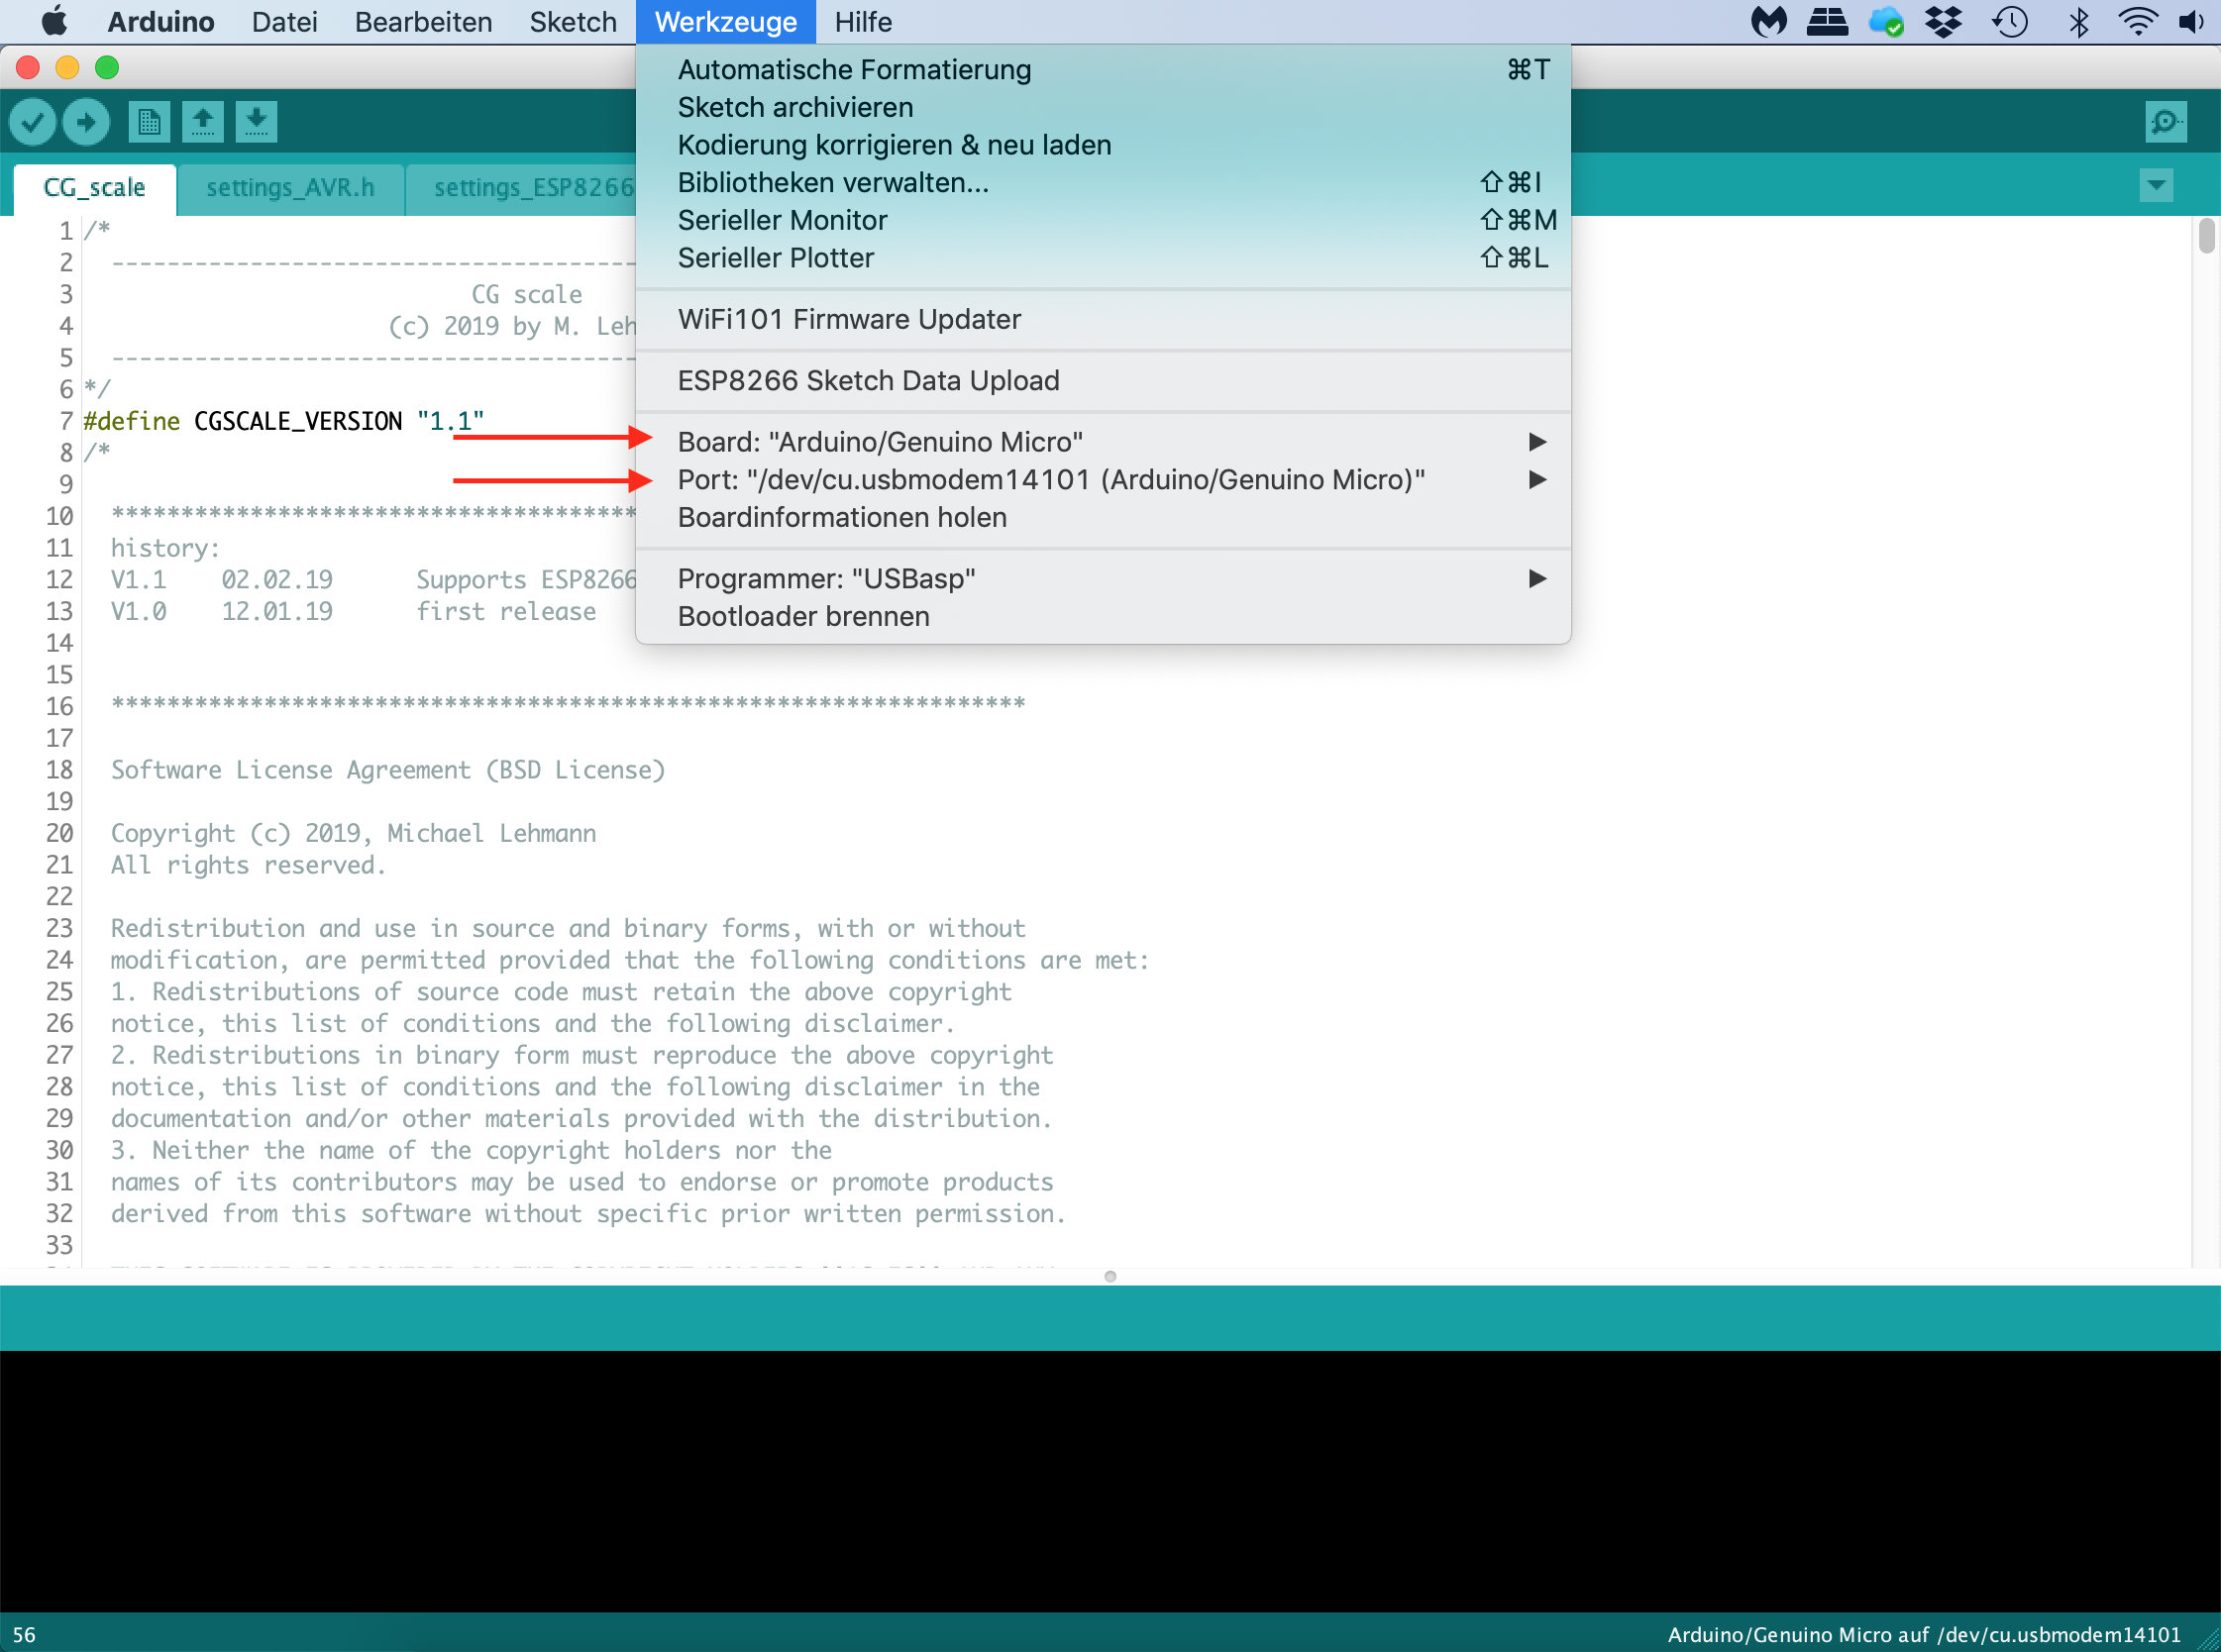 Arduino Datei Bearbeiten Sketch Werkzeuge Hilfe
Automatische Formatierung ⌘T
Sketch archivieren
Kodierung korrigieren & neu laden
Bibliotheken verwalten... ⇧⌘I
Serieller Monitor ⇧⌘M
Serieller Plotter ⇧⌘L
WiFi101 Firmware Updater
ESP8266 Sketch Data Upload
Board: "Arduino/Genuino Micro"
Port: "/dev/cu.usbmodem14101 (Arduino/Genuino Micro)"
Boardinformationen holen
Programmer: "USBasp"
Bootloader brennen
CG_scale settings_AVR.h settings_ESP8266
1 /*
2 --------------------------------------
3 CG scale
4 (c) 2019 by M. Leh
5 --------------------------------------
6 */
7 #define CGSCALE_VERSION "1.1"
8 /*
9
10 **************************************
11 history:
12 V1.1 02.02.19 Supports ESP8266
13 V1.0 12.01.19 first release
14
15
16 ******************************************************************
17
18 Software License Agreement (BSD License)
19
20 Copyright (c) 2019, Michael Lehmann
21 All rights reserved.
22
23 Redistribution and use in source and binary forms, with or without
24 modification, are permitted provided that the following conditions are met:
25 1. Redistributions of source code must retain the above copyright
26 notice, this list of conditions and the following disclaimer.
27 2. Redistributions in binary form must reproduce the above copyright
28 notice, this list of conditions and the following disclaimer in the
29 documentation and/or other materials provided with the distribution.
30 3. Neither the name of the copyright holders nor the
31 names of its contributors may be used to endorse or promote products
32 derived from this software without specific prior written permission.
33
56 Arduino/Genuino Micro auf /dev/cu.usbmodem14101